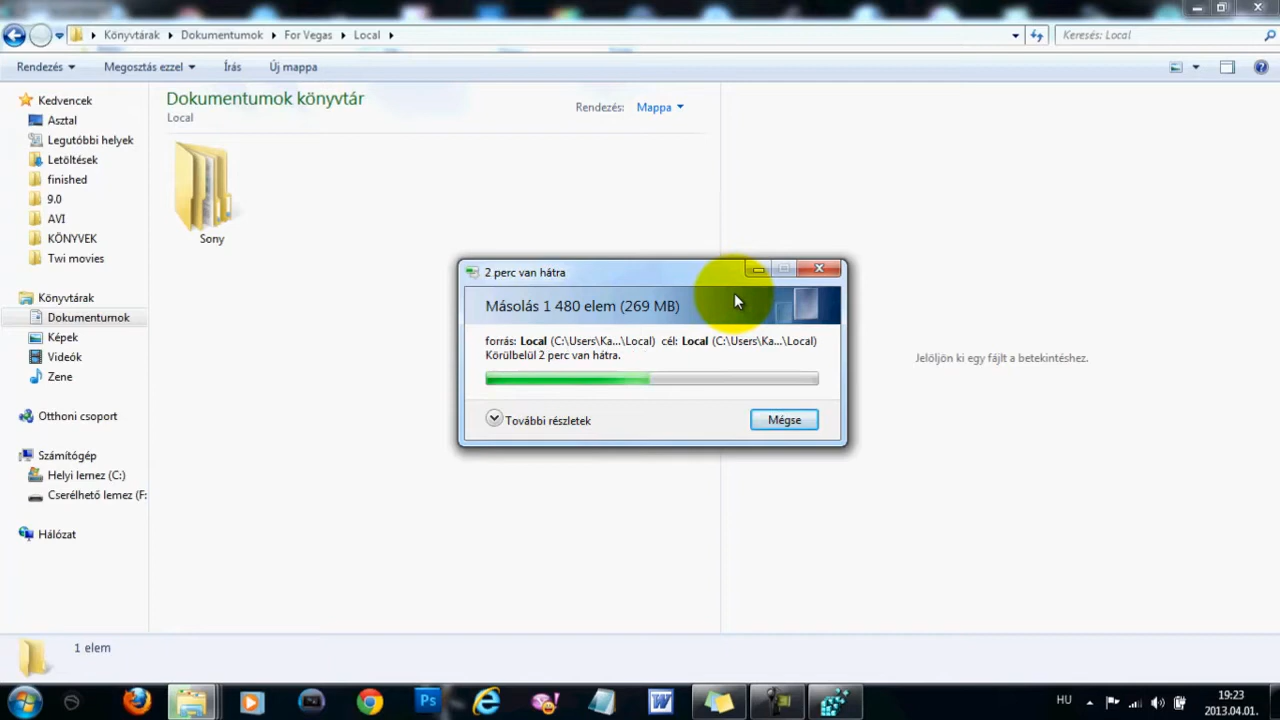 Könyvtárak Dokumentumok For Vegas Local
Keresés: Local
Rendezés Megosztás ezzel Írás Új mappa
Kedvencek
Asztal
Legutóbbi helyek
Letöltések
finished
9.0
AVI
KÖNYVEK
Twi movies
Könyvtárak
Dokumentumok
Képek
Videók
Zene
Otthoni csoport
Számítógép
Helyi lemez (C:)
Cserélhető lemez (F:
Hálózat
Dokumentumok könyvtár
Local
Rendezés: Mappa
Sony
2 perc van hátra
Másolás 1 480 elem (269 MB)
forrás: Local (C:\Users\Ka...\Local) cél: Local (C:\Users\Ka...\Local)
Körülbelül 2 perc van hátra.
További részletek
Mégse
Jelöljön ki egy fájlt a betekintéshez.
1 elem
Ps
HU
19:23
2013.04.01.